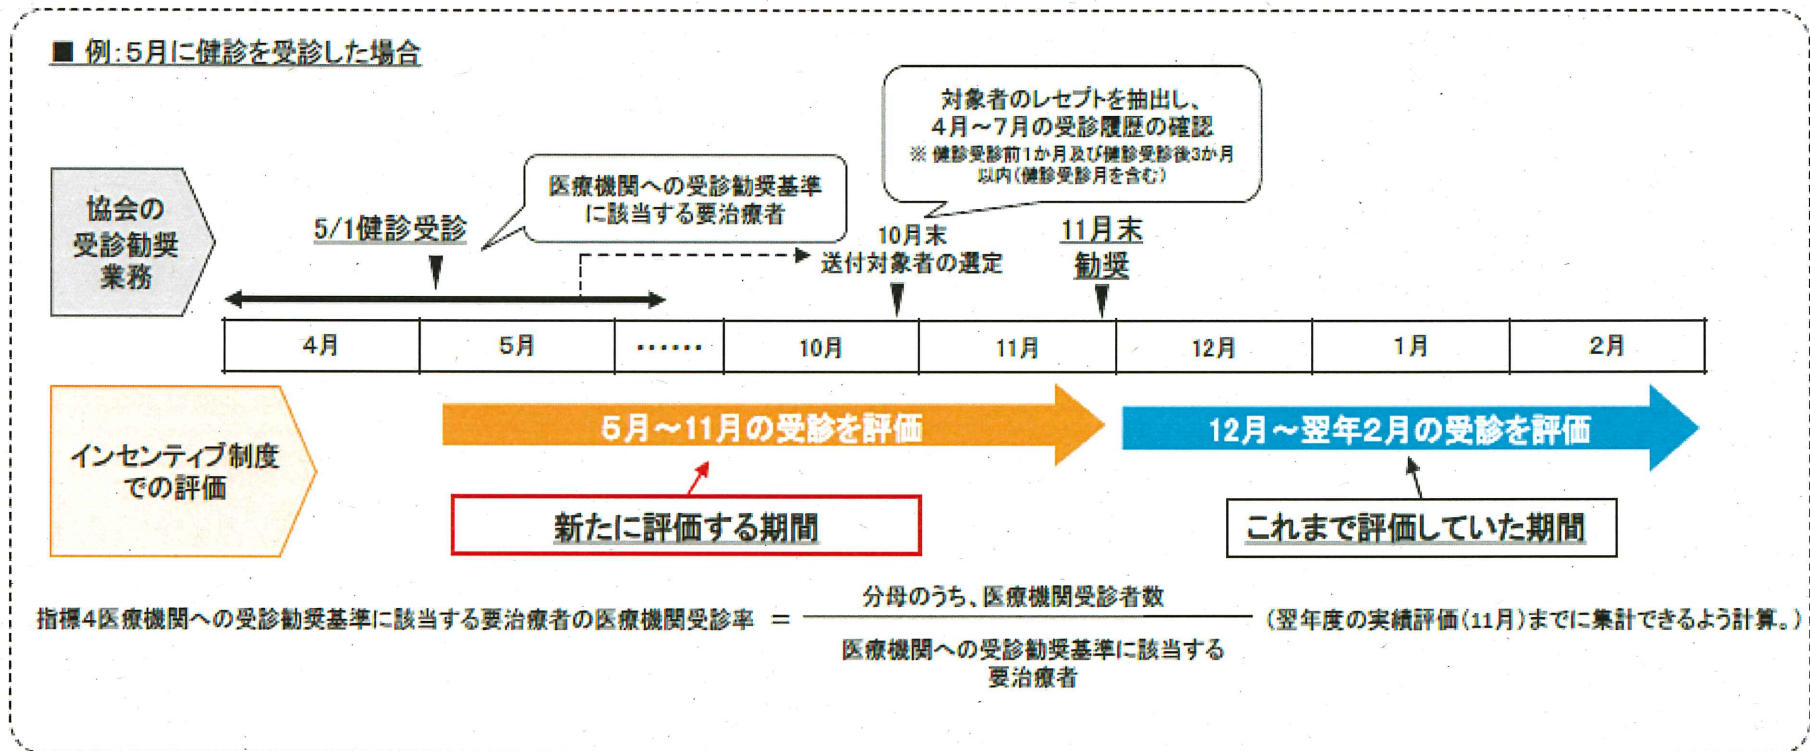 ■ 例:5月に健診を受診した場合
対象者のレセプトを抽出し、
4月～7月の受診履歴の確認
※ 健診受診前1か月及び健診受診後3か月
以内(健診受診月を含む)
協会の
受診勧奨
業務
医療機関への受診勧奨基準
に該当する要治療者
5/1健診受診
10月末
送付対象者の選定
11月末
勧奨
4月
5月
……
10月
11月
12月
1月
2月
インセンティブ制度
での評価
5月～11月の受診を評価
12月～翌年2月の受診を評価
新たに評価する期間
これまで評価していた期間
指標4医療機関への受診勧奨基準に該当する要治療者の医療機関受診率 =
分母のうち、医療機関受診者数
医療機関への受診勧奨基準に該当する
要治療者
(翌年度の実績評価(11月)までに集計できるよう計算。)